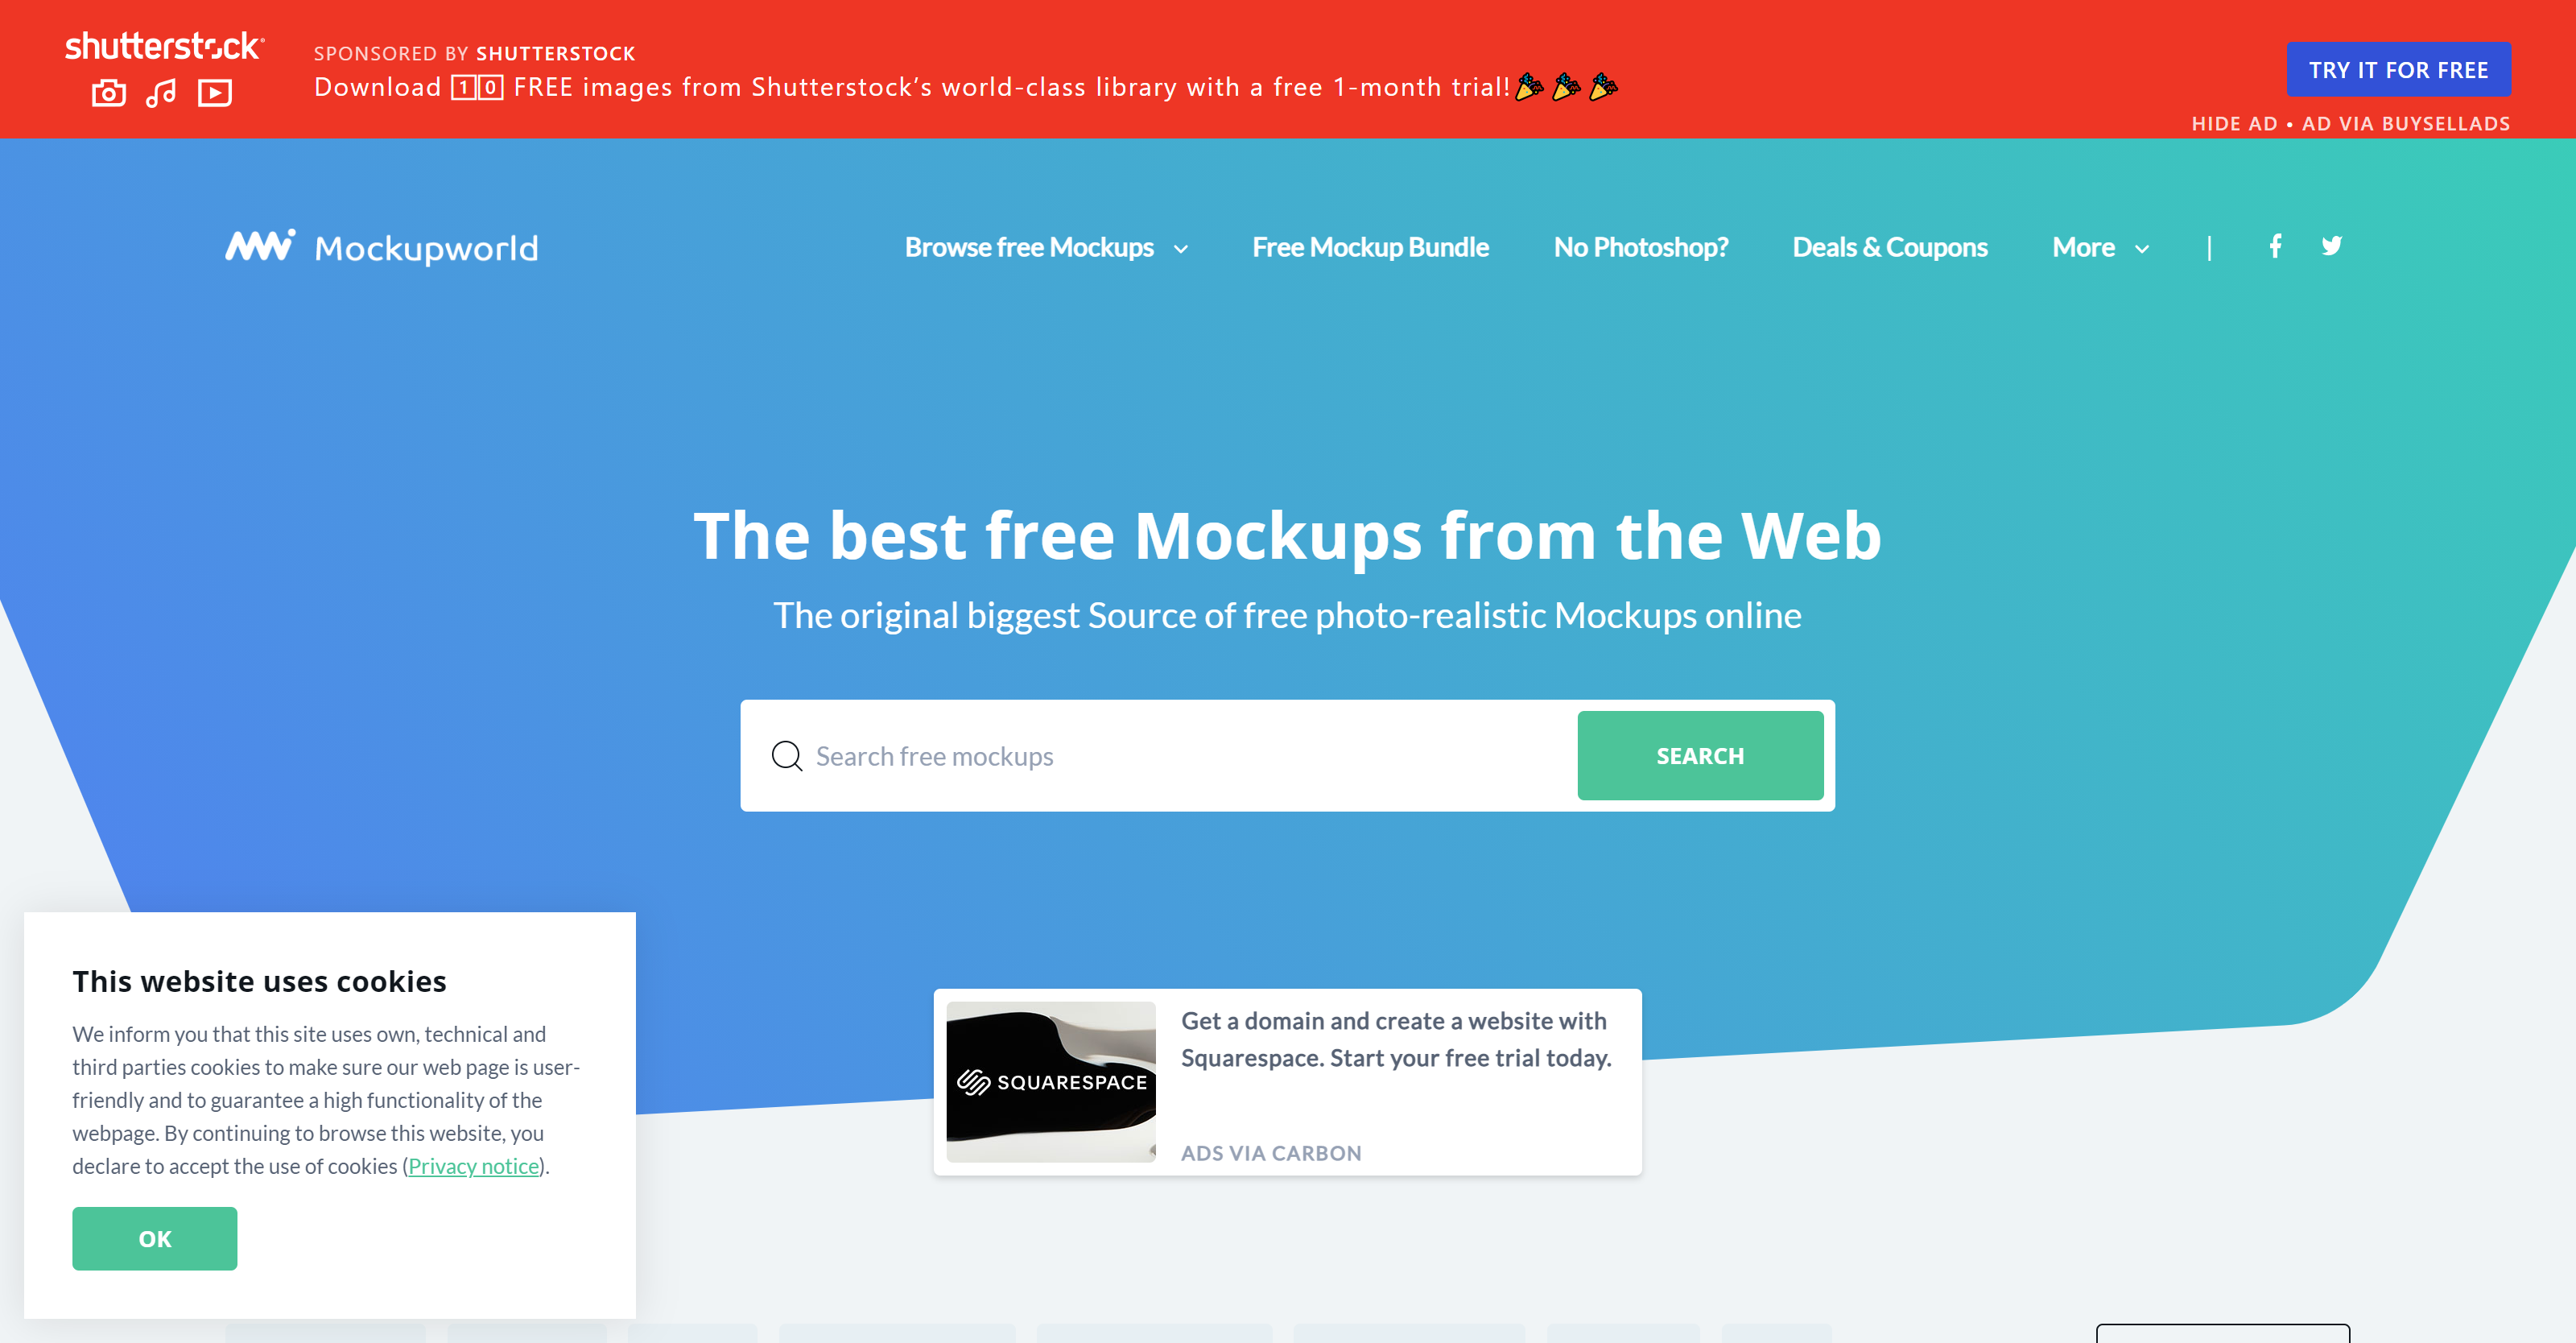 shutterstock
SPONSORED BY SHUTTERSTOCK
Download 1️⃣0️⃣ FREE images from Shutterstock’s world-class library with a free 1-month trial!🎉🎉🎉
TRY IT FOR FREE
HIDE AD • AD VIA BUYSELLADS
Mockupworld
Browse free Mockups
Free Mockup Bundle
No Photoshop?
Deals & Coupons
More
|
The best free Mockups from the Web
The original biggest Source of free photo-realistic Mockups online
Search free mockups
SEARCH
This website uses cookies
We inform you that this site uses own, technical and
third parties cookies to make sure our web page is user-
friendly and to guarantee a high functionality of the
webpage. By continuing to browse this website, you
declare to accept the use of cookies (Privacy notice).
OK
SQUARESPACE
Get a domain and create a website with
Squarespace. Start your free trial today.
ADS VIA CARBON